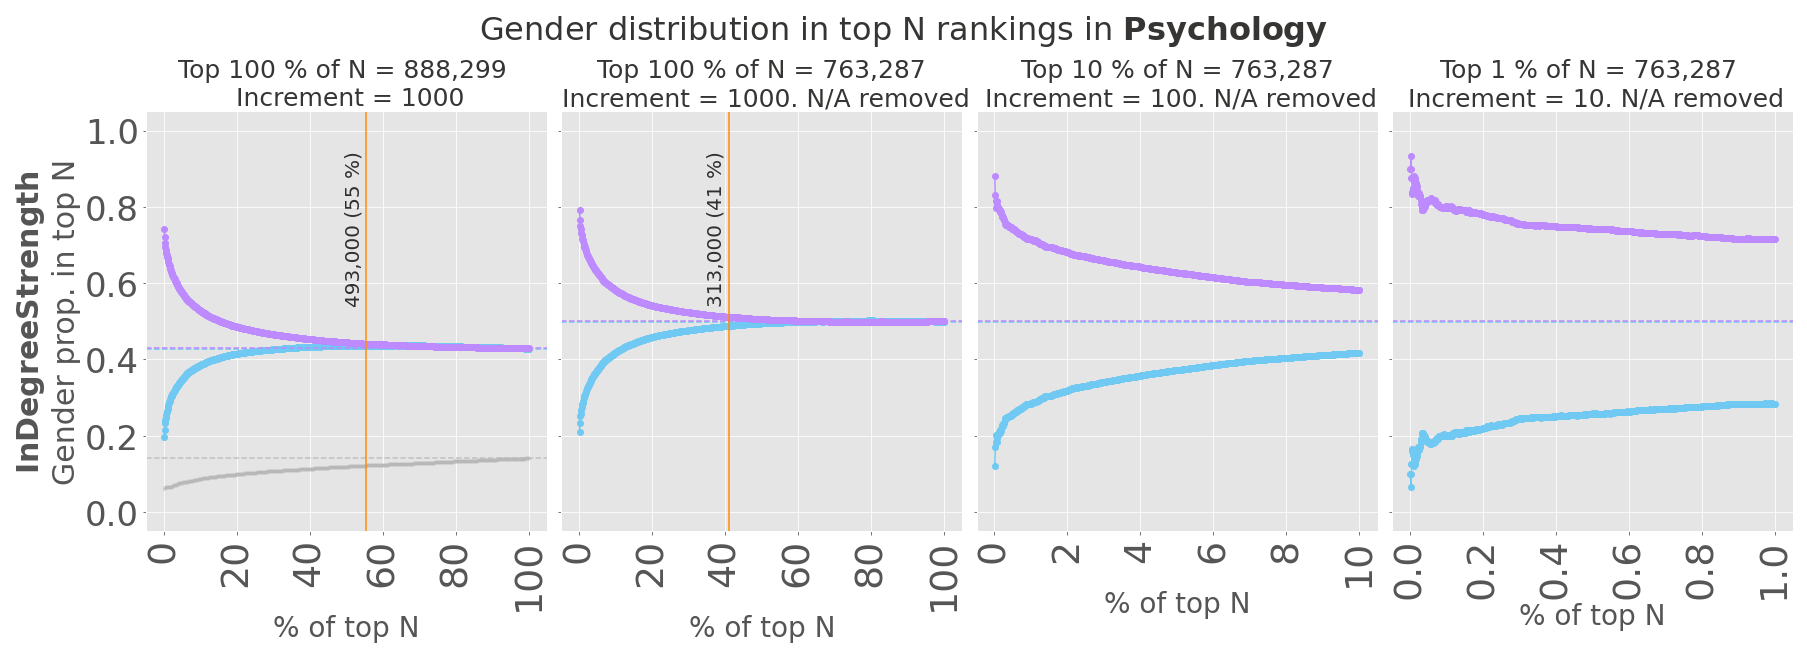 Gender distribution in top N rankings in Psychology
Top 100 % of N = 888,299
Increment = 1000
Top 100 % of N = 763,287
Increment = 1000. N/A removed
Top 10 % of N = 763,287
Increment = 100. N/A removed
Top 1 % of N = 763,287
Increment = 10. N/A removed
InDegreeStrength
Gender prop. in top N
1.0
0.8
0.6
0.4
0.2
0.0
493,000 (55 %)
313,000 (41 %)
0 20 40 60 80 100
0 20 40 60 80 100
0 2 4 6 8 10
0.0 0.2 0.4 0.6 0.8 1.0
% of top N
% of top N
% of top N
% of top N